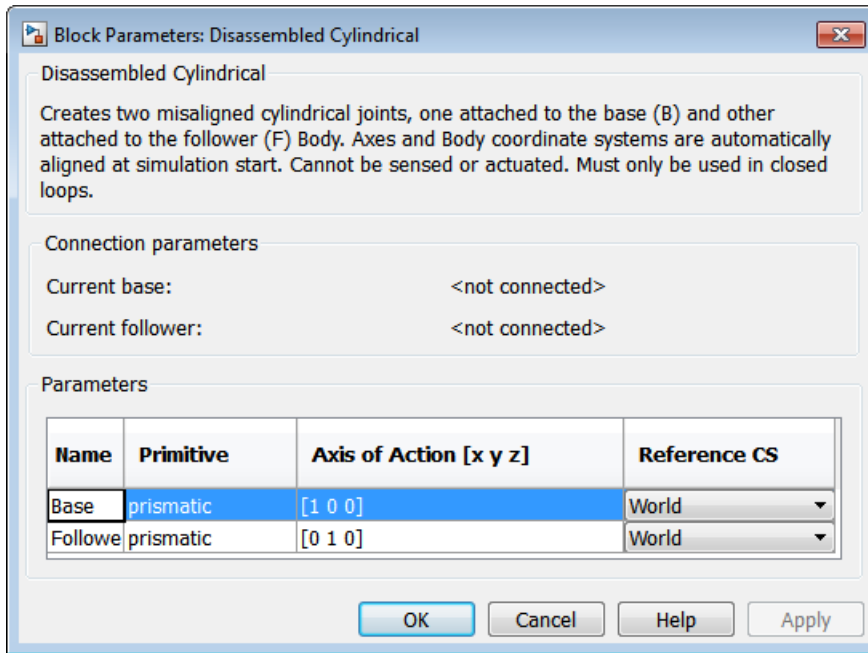 Block Parameters: Disassembled Cylindrical
Disassembled Cylindrical
Creates two misaligned cylindrical joints, one attached to the base (B) and other
attached to the follower (F) Body. Axes and Body coordinate systems are automatically
aligned at simulation start. Cannot be sensed or actuated. Must only be used in closed
loops.
Connection parameters
Current base: <not connected>
Current follower: <not connected>
Parameters
Name Primitive Axis of Action [x y z] Reference CS
Base prismatic [1 0 0] World
Followe prismatic [0 1 0] World
OK Cancel Help Apply